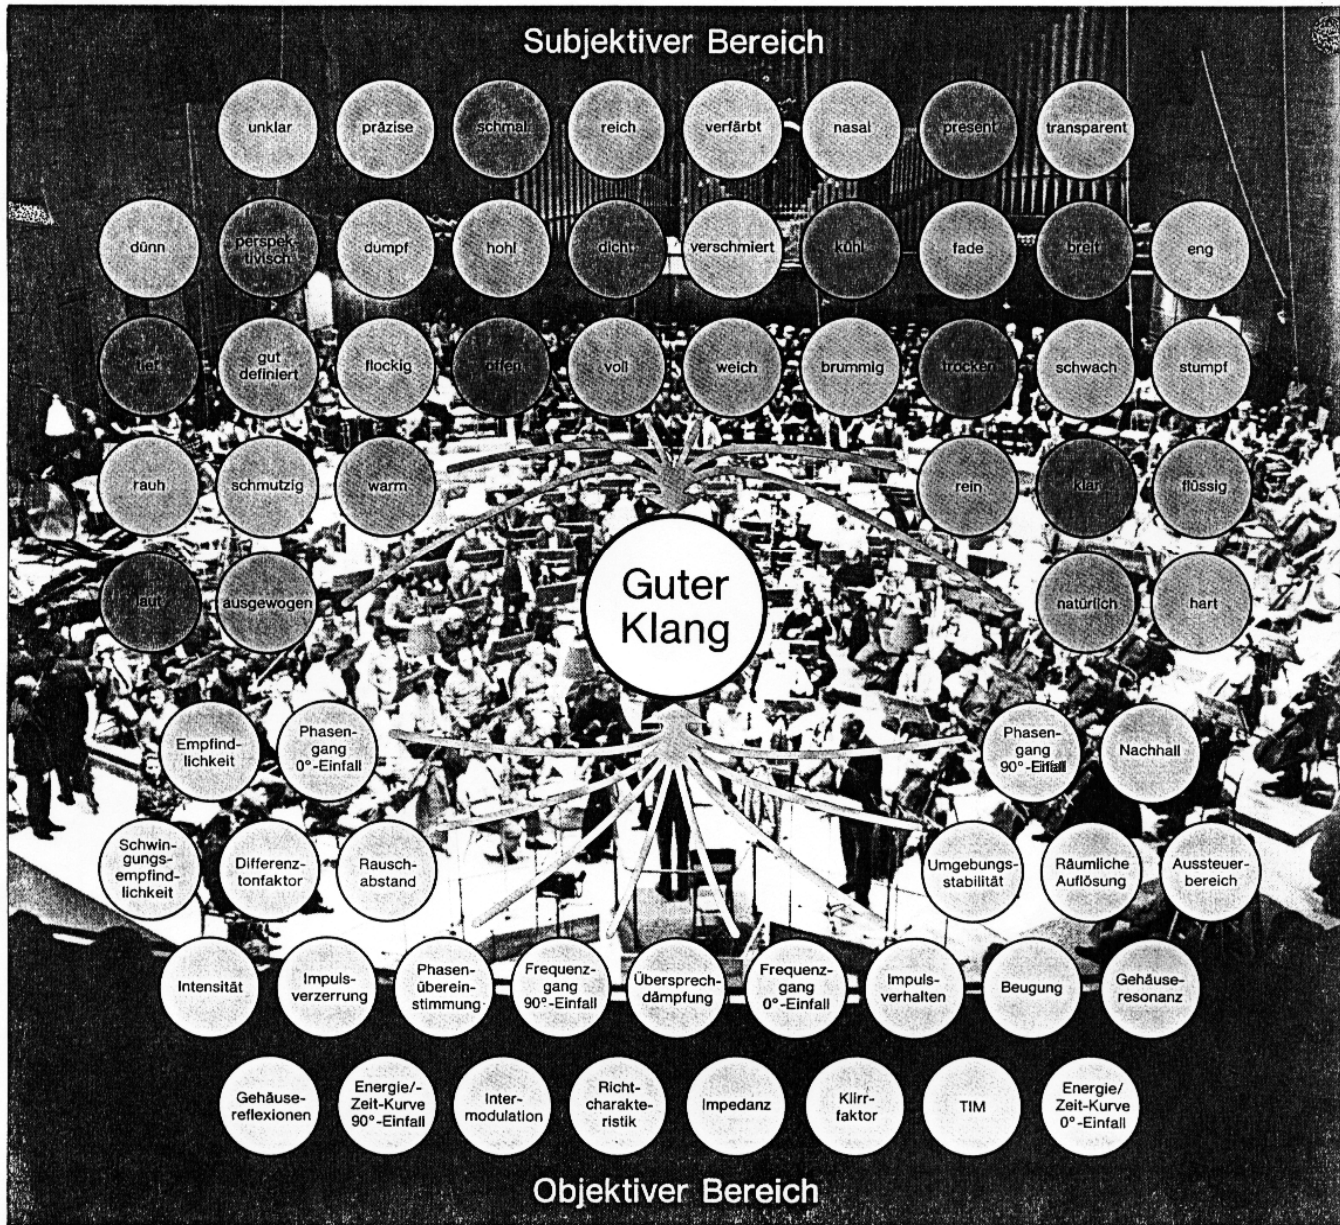 Subjektiver Bereich
unklar
präzise
schmal
reich
verfärbt
nasal
present
transparent
dünn
perspek-
tivisch
dumpf
hohl
dicht
verschmiert
kühl
fade
breit
eng
tief
gut
definiert
flockig
offen
voll
weich
brummig
trocken
schwach
stumpf
rauh
schmutzig
warm
rein
klar
flüssig
laut
ausgewogen
Guter
Klang
natürlich
hart
Empfind-
lichkeit
Phasen-
gang
0°-Einfall
Phasen-
gang
90°-Einfall
Nachhall
Schwin-
gungs-
empfind-
lichkeit
Differenz-
tonfaktor
Rausch-
abstand
Umgebungs-
stabilität
Räumliche
Auflösung
Aussteuer-
bereich
Intensität
Impuls-
verzerrung
Phasen-
überein-
stimmung
Frequenz-
gang
90°-Einfall
Übersprech-
dämpfung
Frequenz-
gang
0°-Einfall
Impuls-
verhalten
Beugung
Gehäuse-
resonanz
Gehäuse-
reflexionen
Energie/-
Zeit-Kurve
90°-Einfall
Inter-
modulation
Richt-
charakte-
ristik
Impedanz
Klirr-
faktor
TIM
Energie/
Zeit-Kurve
0°-Einfall
Objektiver Bereich